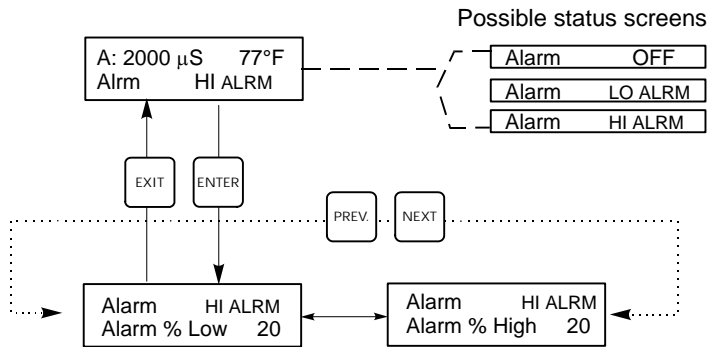 Possible status screens
A: 2000 μS 77°F
Alrm HI ALRM
Alarm OFF
Alarm LO ALRM
Alarm HI ALRM
EXIT
ENTER
PREV.
NEXT
Alarm HI ALRM
Alarm % Low 20
Alarm HI ALRM
Alarm % High 20